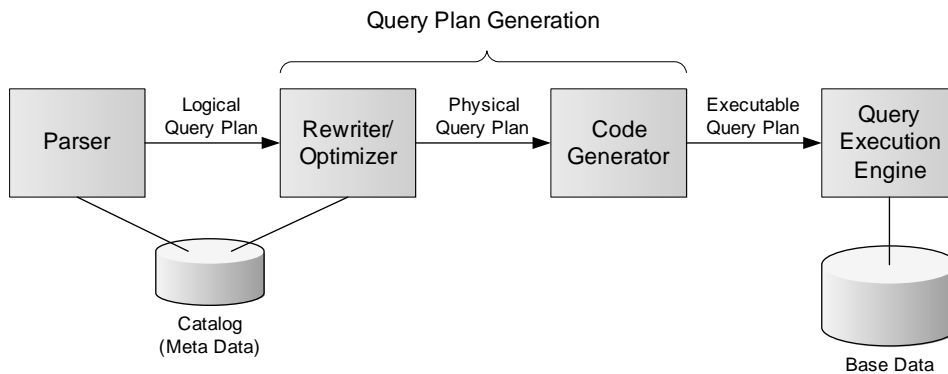 Query Plan Generation
Parser
Logical
Query Plan
Rewriter/
Optimizer
Physical
Query Plan
Code
Generator
Executable
Query Plan
Query
Execution
Engine
Catalog
(Meta Data)
Base Data